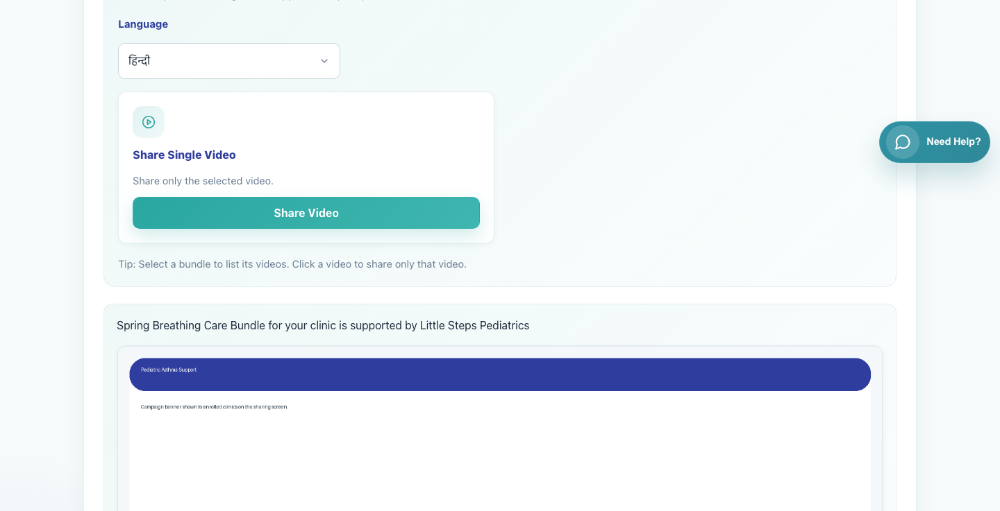 Language
हिन्दी
Need Help?
Share Single Video
Share only the selected video.
Share Video
Tip: Select a bundle to list its videos. Click a video to share only that video.
Spring Breathing Care Bundle for your clinic is supported by Little Steps Pediatrics
Pediatric Asthma Support
Campaign banner shown to enrolled clinics on the sharing screen.